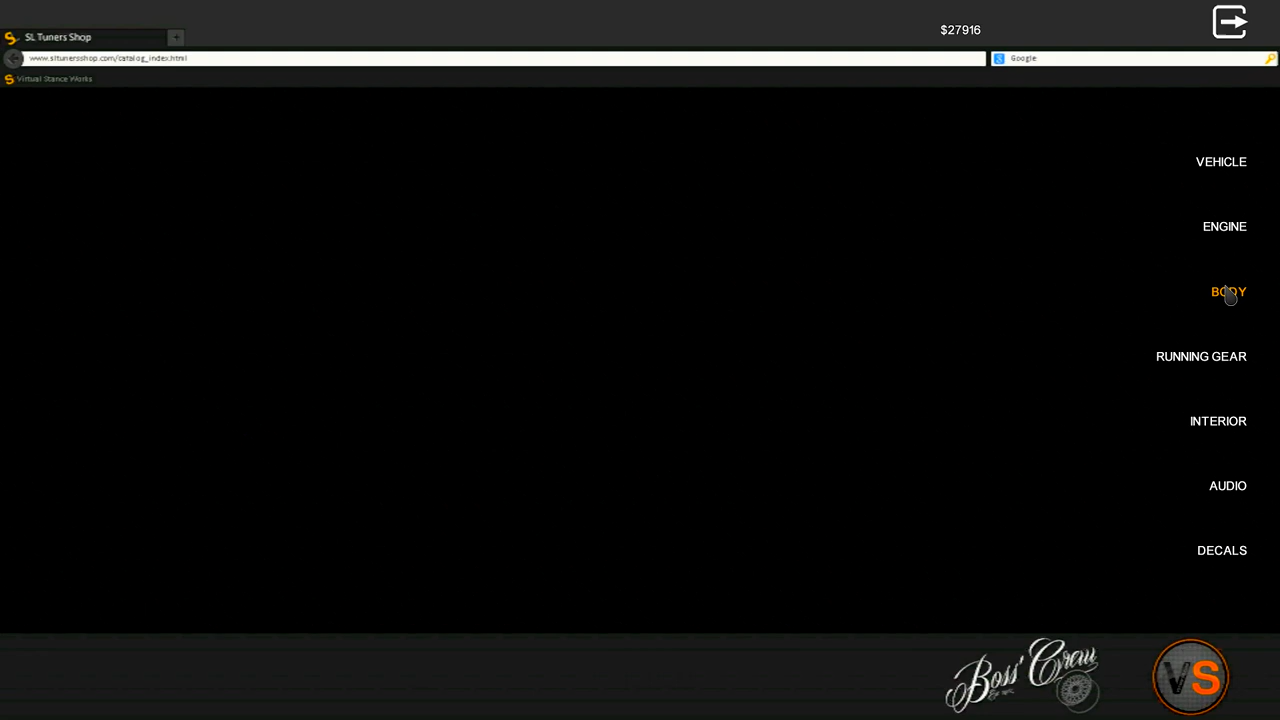 $27916
SL Tuners Shop
+
www.sltunersshop.com/catalog_index.html
Google
Virtual Stance Works
VEHICLE
ENGINE
BODY
RUNNING GEAR
INTERIOR
AUDIO
DECALS
Boss' Crew
VS